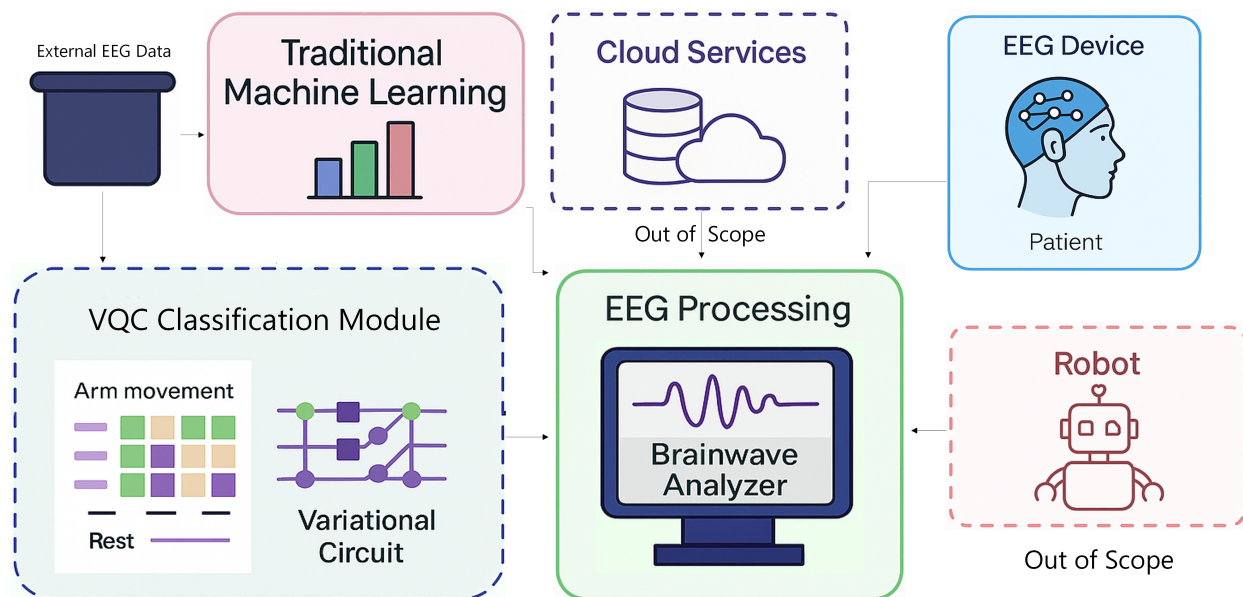 External EEG Data
Traditional
Machine Learning
Cloud Services
Out of Scope
EEG Device
Patient
VQC Classification Module
Arm movement
Rest
Variational
Circuit
EEG Processing
Brainwave
Analyzer
Robot
Out of Scope